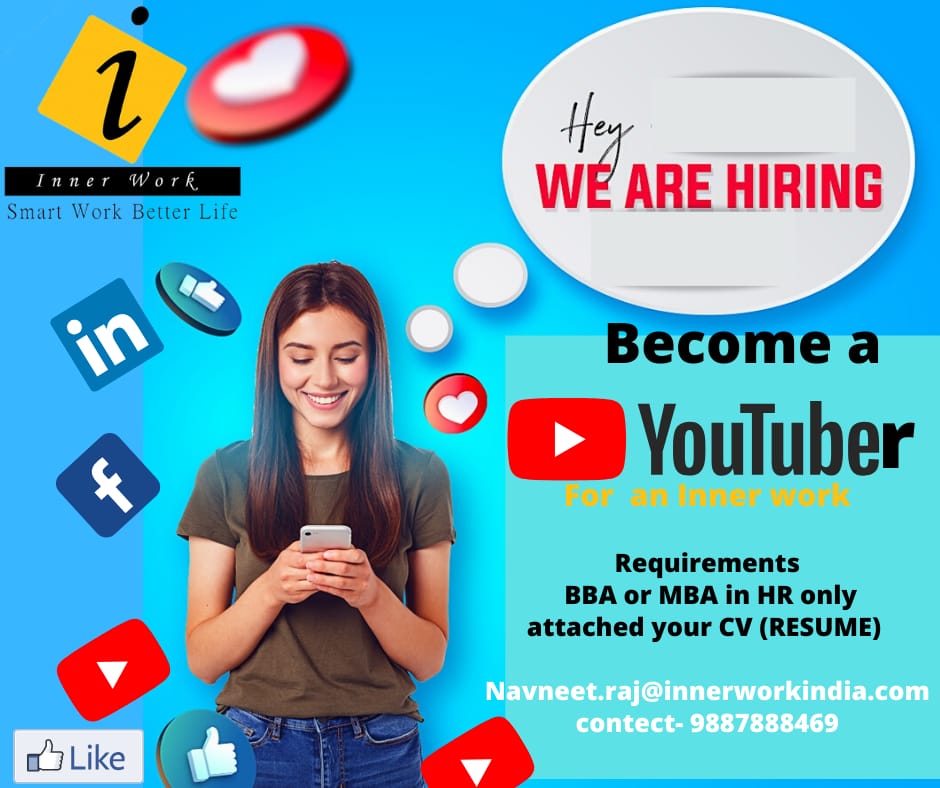 i
Inner Work
Smart Work Better Life
Hey
WE ARE HIRING
in
f
Become a
YouTuber
For an Inner work
Requirements
BBA or MBA in HR only
attached your CV (RESUME)
Navneet.raj@innerworkindia.com
contect- 9887888469
Like